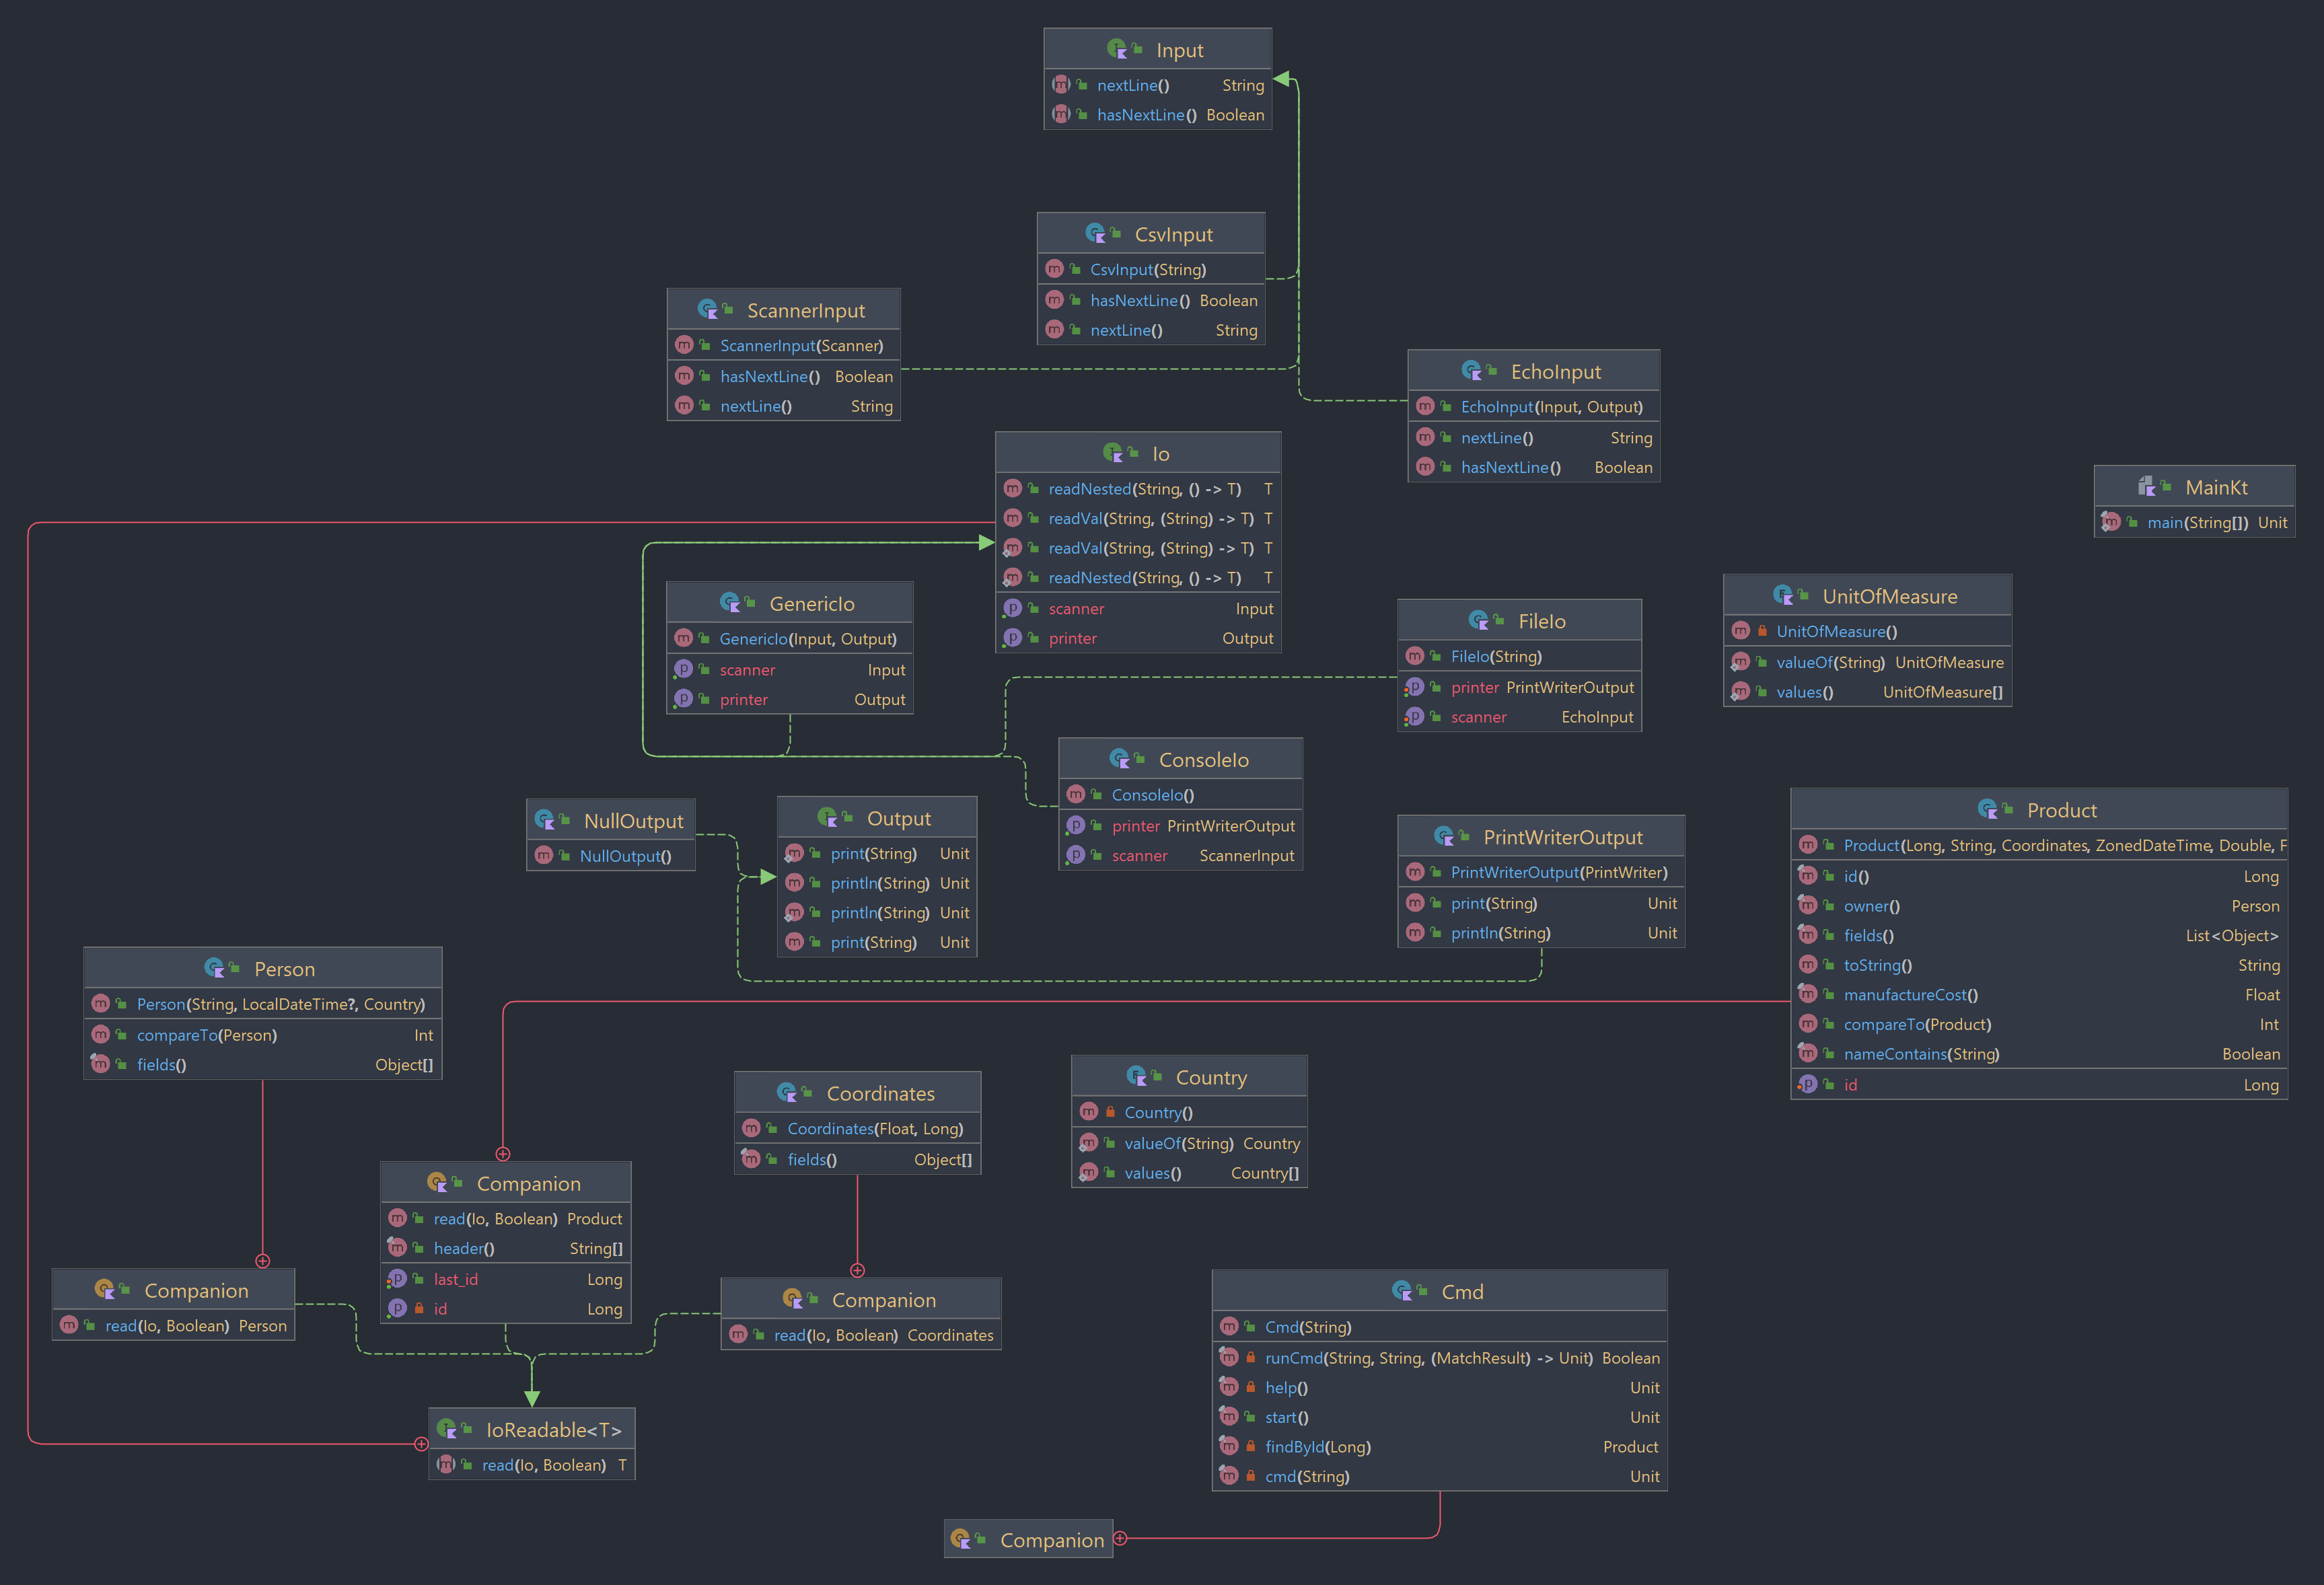 Input
nextLine() String
hasNextLine() Boolean
CsvInput
CsvInput(String)
hasNextLine() Boolean
nextLine() String
ScannerInput
ScannerInput(Scanner)
hasNextLine() Boolean
nextLine() String
EchoInput
EchoInput(Input, Output)
nextLine() String
hasNextLine() Boolean
Io
readNested(String, () -> T) T
readVal(String, (String) -> T) T
readVal(String, (String) -> T) T
readNested(String, () -> T) T
scanner Input
printer Output
MainKt
main(String[]) Unit
GenericIo
GenericIo(Input, Output)
scanner Input
printer Output
FileIo
FileIo(String)
printer PrintWriterOutput
scanner EchoInput
UnitOfMeasure
UnitOfMeasure()
valueOf(String) UnitOfMeasure
values() UnitOfMeasure[]
ConsoleIo
ConsoleIo()
printer PrintWriterOutput
scanner ScannerInput
NullOutput
NullOutput()
Output
print(String) Unit
println(String) Unit
println(String) Unit
print(String) Unit
PrintWriterOutput
PrintWriterOutput(PrintWriter)
print(String) Unit
println(String) Unit
Product
Product(Long, String, Coordinates, ZonedDateTime, Double, F
id() Long
owner() Person
fields() List<Object>
toString() String
manufactureCost() Float
compareTo(Product) Int
nameContains(String) Boolean
id Long
Person
Person(String, LocalDateTime?, Country)
compareTo(Person) Int
fields() Object[]
Coordinates
Coordinates(Float, Long)
fields() Object[]
Country
Country()
valueOf(String) Country
values() Country[]
Companion
read(Io, Boolean) Product
header() String[]
last_id Long
id Long
Companion
read(Io, Boolean) Person
Companion
read(Io, Boolean) Coordinates
Cmd
Cmd(String)
runCmd(String, String, (MatchResult) -> Unit) Boolean
help() Unit
start() Unit
findById(Long) Product
cmd(String) Unit
IoReadable<T>
read(Io, Boolean) T
Companion